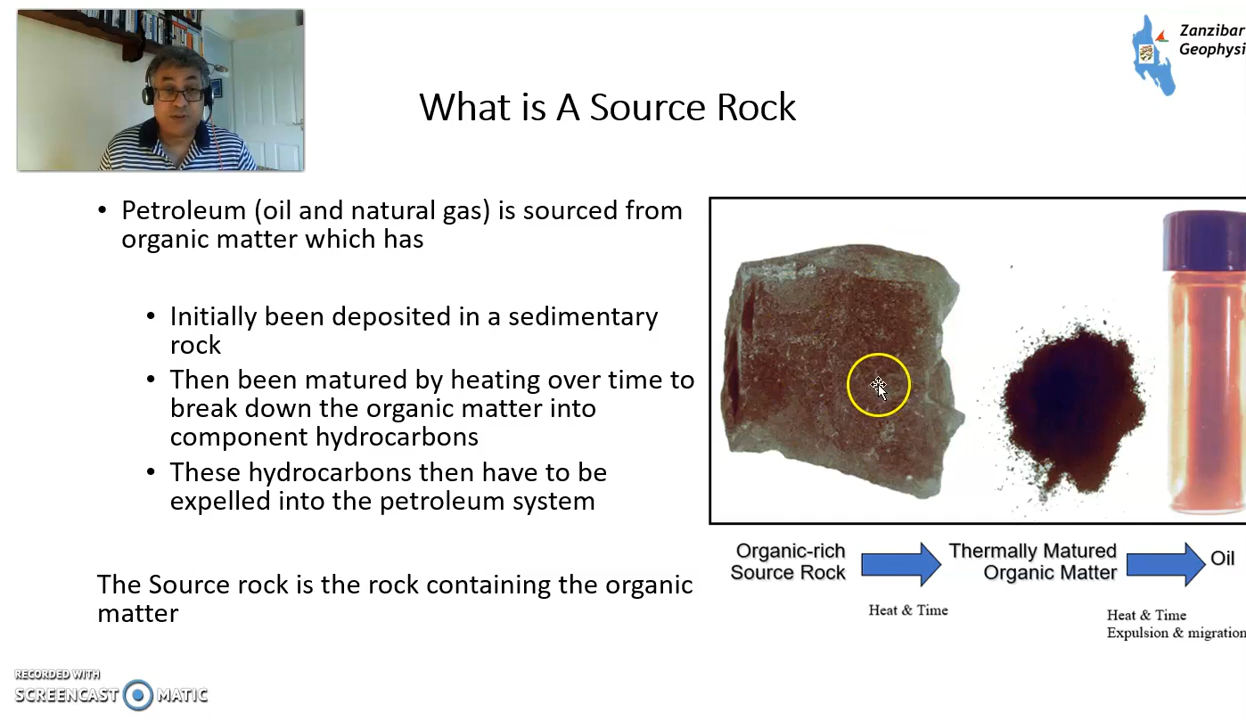 Zanzibar
Geophysi
What is A Source Rock
• Petroleum (oil and natural gas) is sourced from
organic matter which has
• Initially been deposited in a sedimentary
rock
• Then been matured by heating over time to
break down the organic matter into
component hydrocarbons
• These hydrocarbons then have to be
expelled into the petroleum system
The Source rock is the rock containing the organic
matter
Organic-rich
Source Rock
Thermally Matured
Organic Matter
Oil
Heat & Time
Heat & Time
Expulsion & migration
RECORDED WITH
SCREENCAST MATIC